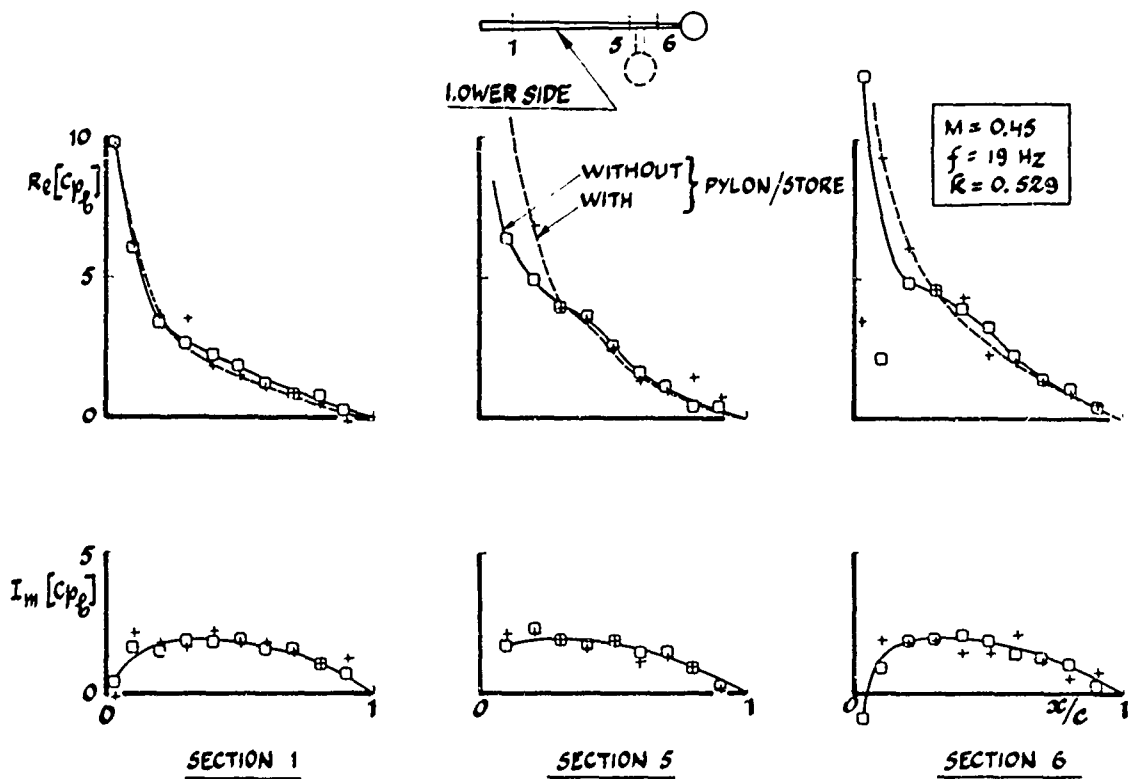 1
5
6
LOWER SIDE
10
Re[Cpℓ]
5
0
WITHOUT
WITH
} PYLON/STORE
M = 0.45
f = 19 Hz
k = 0.529
5
Im[Cpℓ]
0
0
1
0
1
0
x/c
1
SECTION 1
SECTION 5
SECTION 6